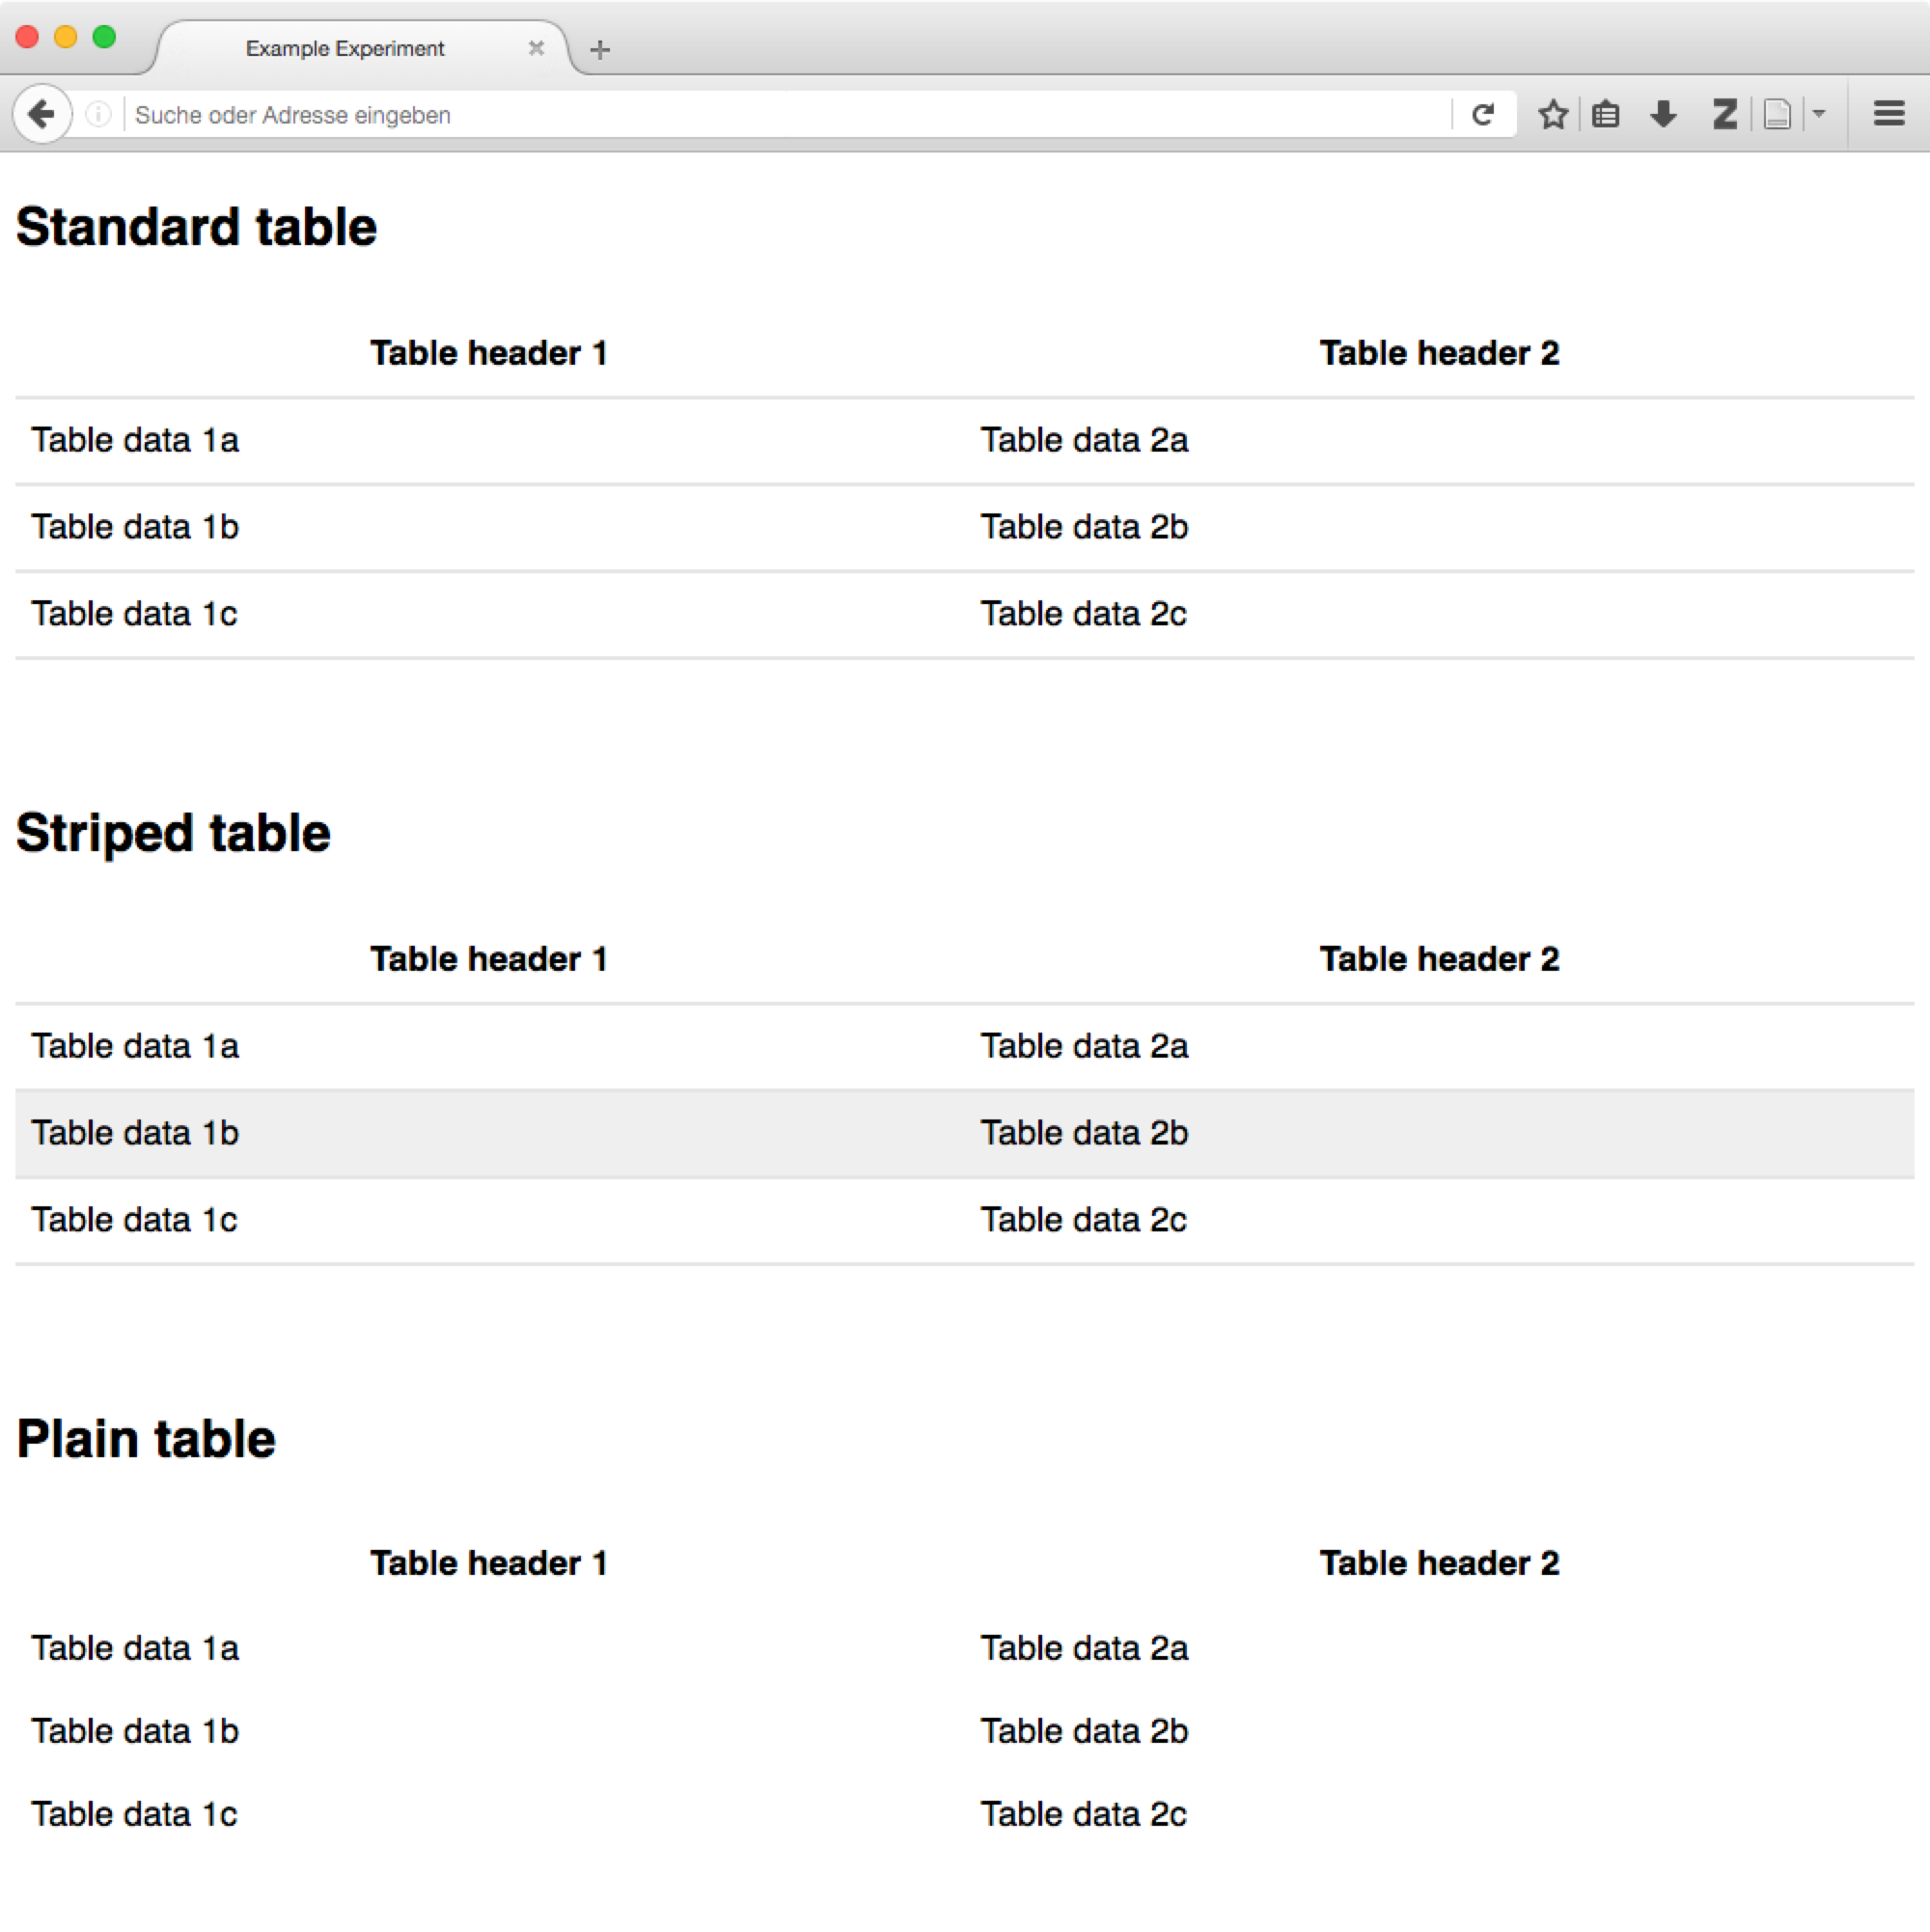 Example Experiment
Suche oder Adresse eingeben
Standard table
Table header 1 Table header 2
Table data 1a Table data 2a
Table data 1b Table data 2b
Table data 1c Table data 2c
Striped table
Table header 1 Table header 2
Table data 1a Table data 2a
Table data 1b Table data 2b
Table data 1c Table data 2c
Plain table
Table header 1 Table header 2
Table data 1a Table data 2a
Table data 1b Table data 2b
Table data 1c Table data 2c